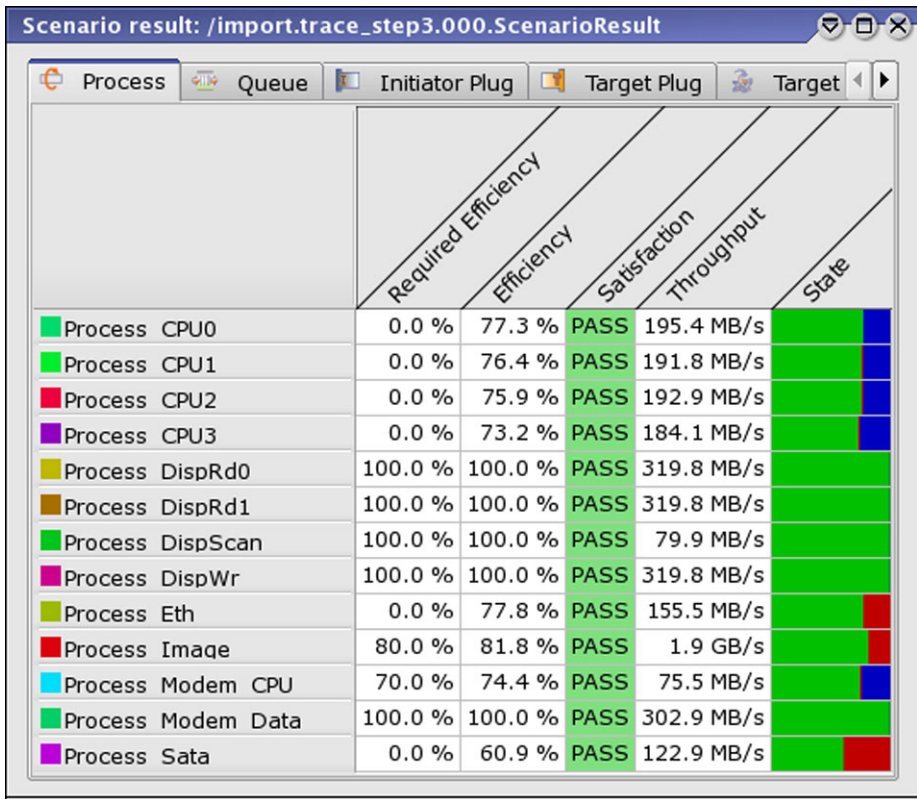 Scenario result: /import.trace_step3.000.ScenarioResult
Process Queue Initiator Plug Target Plug Target
Required Efficiency Efficiency Satisfaction Throughput State
Process CPU0 0.0 % 77.3 % PASS 195.4 MB/s
Process CPU1 0.0 % 76.4 % PASS 191.8 MB/s
Process CPU2 0.0 % 75.9 % PASS 192.9 MB/s
Process CPU3 0.0 % 73.2 % PASS 184.1 MB/s
Process DispRd0 100.0 % 100.0 % PASS 319.8 MB/s
Process DispRd1 100.0 % 100.0 % PASS 319.8 MB/s
Process DispScan 100.0 % 100.0 % PASS 79.9 MB/s
Process DispWr 100.0 % 100.0 % PASS 319.8 MB/s
Process Eth 0.0 % 77.8 % PASS 155.5 MB/s
Process Image 80.0 % 81.8 % PASS 1.9 GB/s
Process Modem CPU 70.0 % 74.4 % PASS 75.5 MB/s
Process Modem Data 100.0 % 100.0 % PASS 302.9 MB/s
Process Sata 0.0 % 60.9 % PASS 122.9 MB/s